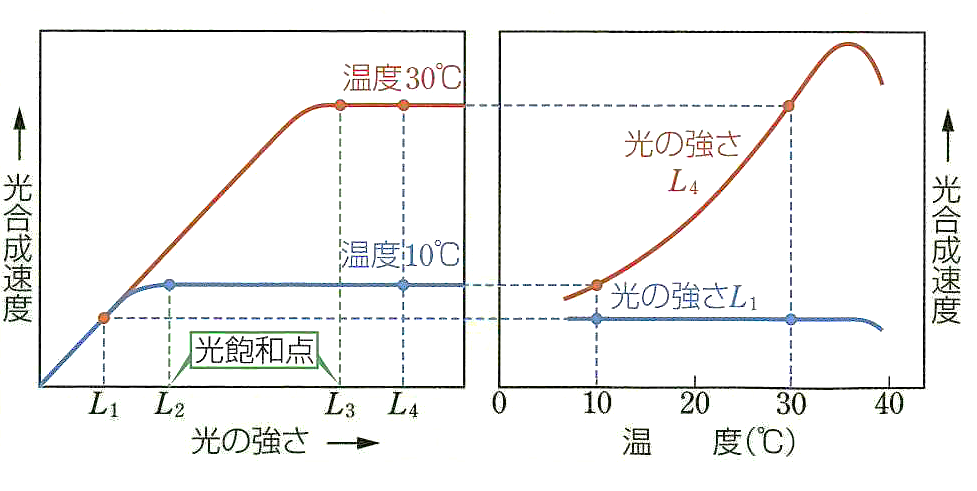 光合成速度
温度30℃
温度10℃
光飽和点
L1 L2 L3 L4
光の強さ
光の強さ
L4
光の強さL1
0 10 20 30 40
温 度(℃)
光合成速度